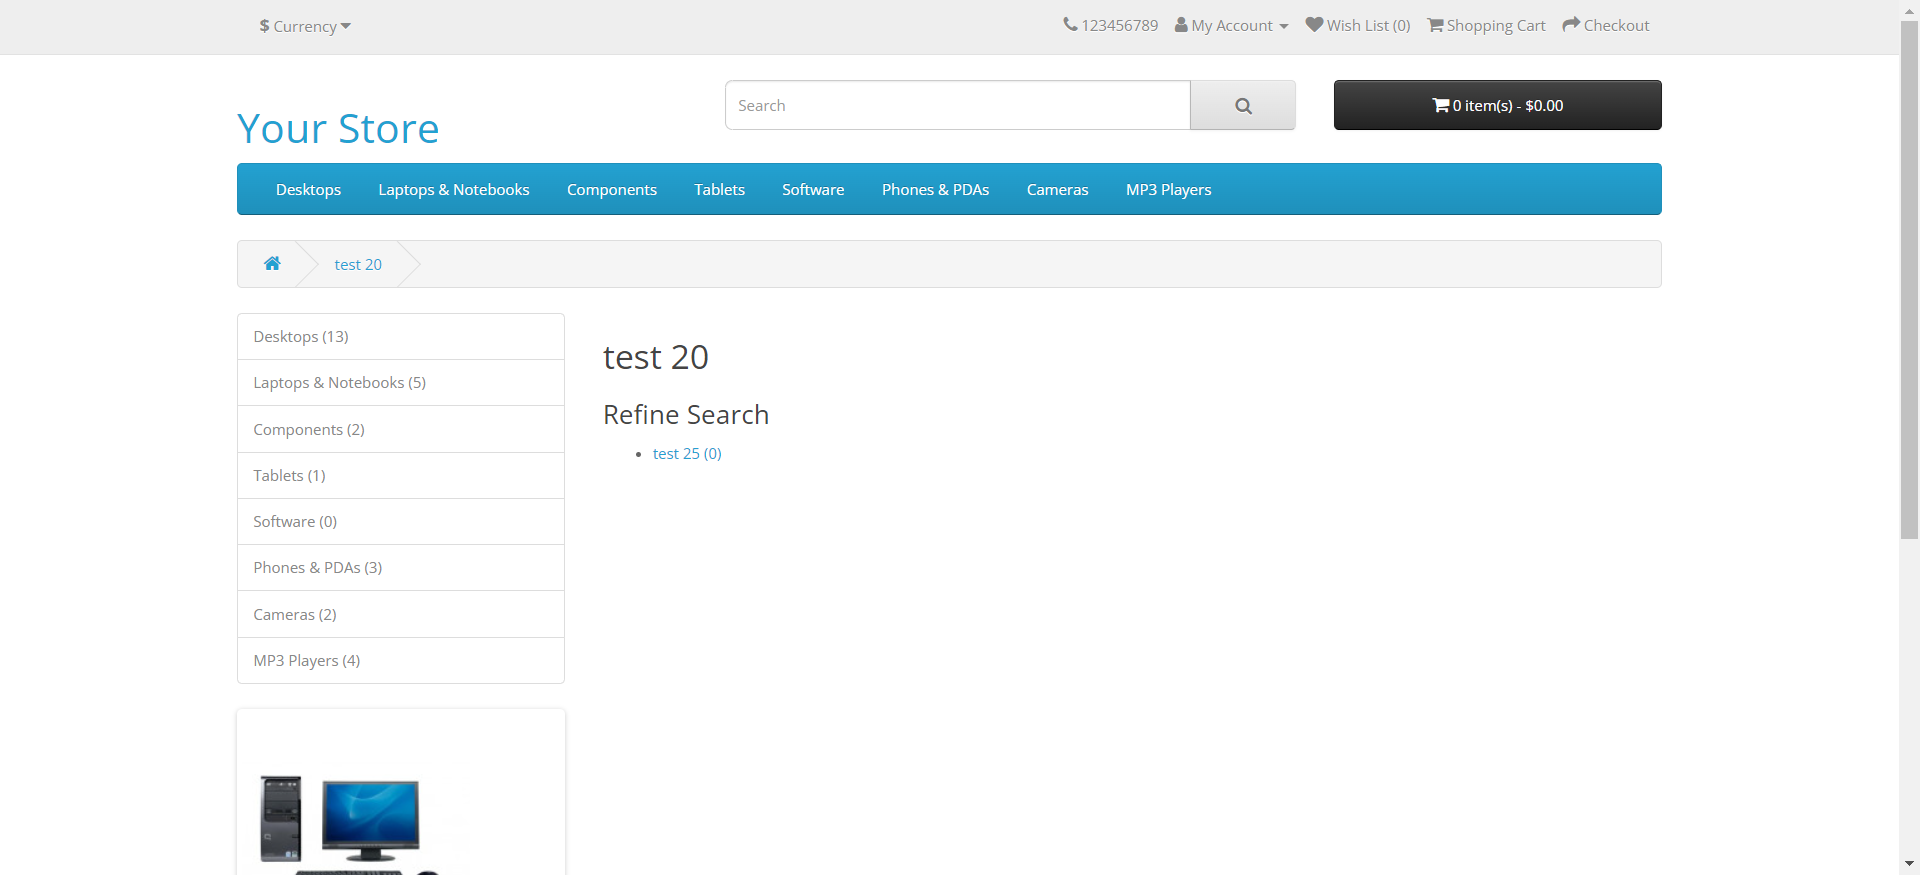 $ Currency
123456789 My Account Wish List (0) Shopping Cart Checkout
Your Store
Search
0 item(s) - $0.00
Desktops Laptops & Notebooks Components Tablets Software Phones & PDAs Cameras MP3 Players
test 20
Desktops (13)
Laptops & Notebooks (5)
Components (2)
Tablets (1)
Software (0)
Phones & PDAs (3)
Cameras (2)
MP3 Players (4)
test 20
Refine Search
test 25 (0)